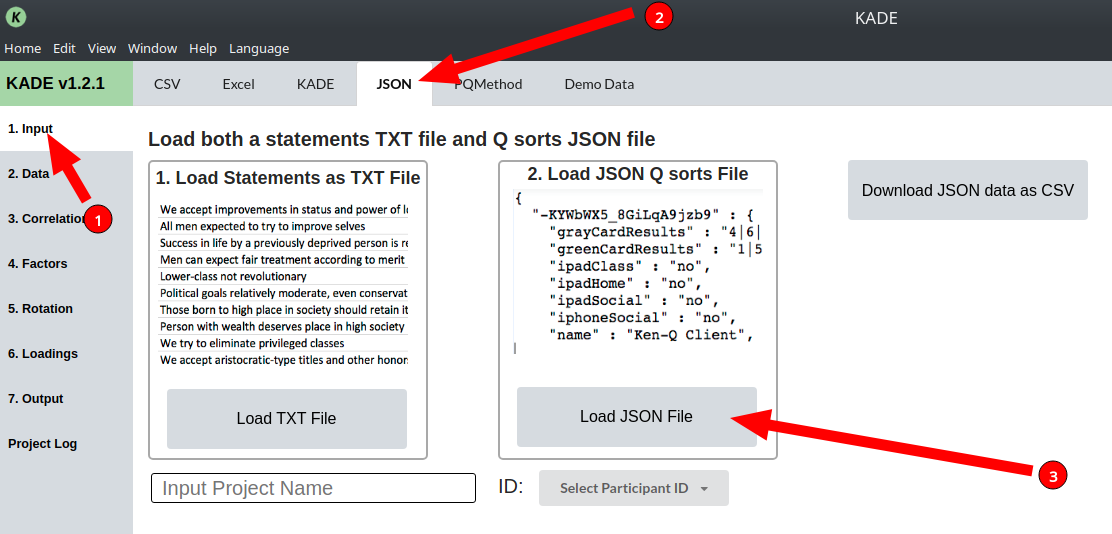 K
KADE
Home Edit View Window Help Language
KADE v1.2.1
CSV Excel KADE JSON PQMethod Demo Data
1. Input
2. Data
3. Correlation
4. Factors
5. Rotation
6. Loadings
7. Output
Project Log
1
2
3
Load both a statements TXT file and Q sorts JSON file
1. Load Statements as TXT File
We accept improvements in status and power of
All men expected to try to improve selves
Success in life by a previously deprived person is
Men can expect fair treatment according to merit
Lower-class not revolutionary
Political goals relatively moderate, even conservat
Those born to high place in society should retain it
Person with wealth deserves place in high society
We try to eliminate privileged classes
We accept aristocratic-type titles and other honor
Load TXT File
2. Load JSON Q sorts File
{
"-KYWbWX5_8GiLqA9jzb9" : {
"grayCardResults" : "4|6|
"greenCardResults" : "1|5
"ipadClass" : "no",
"ipadHome" : "no",
"ipadSocial" : "no",
"iphoneSocial" : "no",
"name" : "Ken-Q Client",
Load JSON File
Download JSON data as CSV
Input Project Name
ID: Select Participant ID